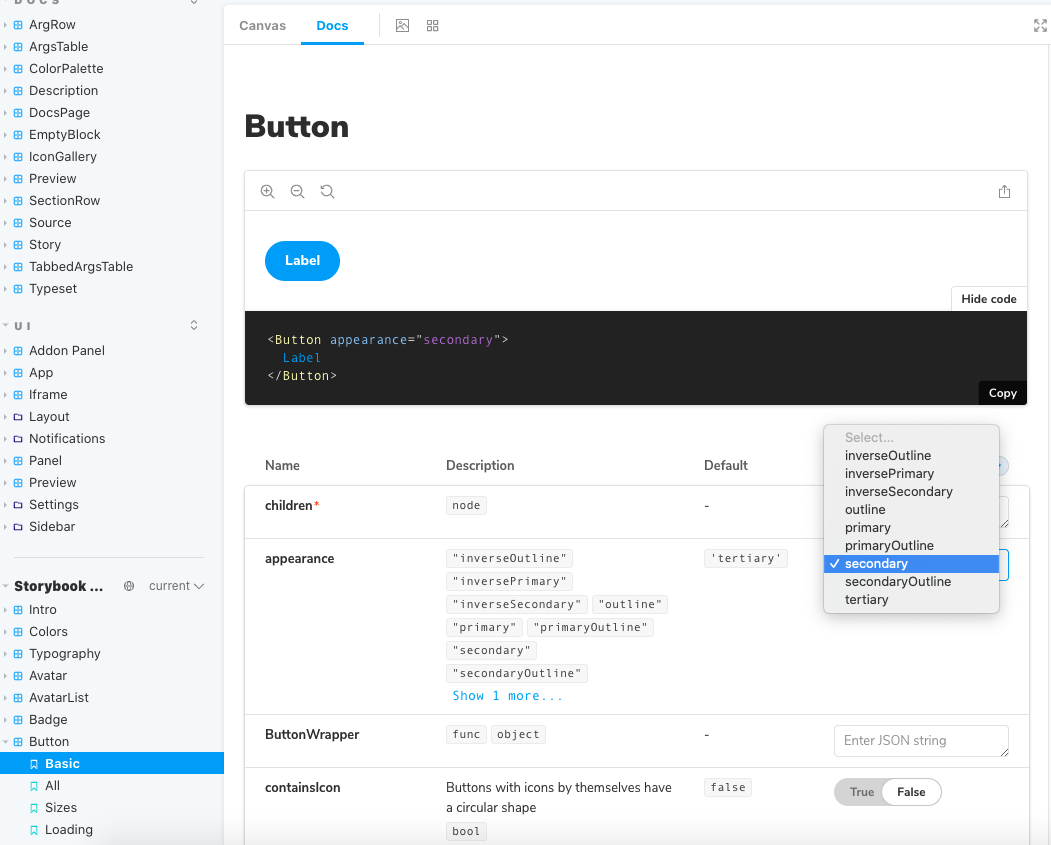 DOCS
ArgRow
ArgsTable
ColorPalette
Description
DocsPage
EmptyBlock
IconGallery
Preview
SectionRow
Source
Story
TabbedArgsTable
Typeset
UI
Addon Panel
App
Iframe
Layout
Notifications
Panel
Preview
Settings
Sidebar
Storybook ... current
Intro
Colors
Typography
Avatar
AvatarList
Badge
Button
Basic
All
Sizes
Loading
Canvas Docs
Button
Label
Hide code
<Button appearance="secondary">
Label
</Button>
Copy
Name Description Default
children* node -
appearance "inverseOutline" 'tertiary'
"inversePrimary"
"inverseSecondary" "outline"
"primary" "primaryOutline"
"secondary"
"secondaryOutline"
Show 1 more...
Select...
inverseOutline
inversePrimary
inverseSecondary
outline
primary
primaryOutline
✓ secondary
secondaryOutline
tertiary
ButtonWrapper func object - Enter JSON string
containsIcon Buttons with icons by themselves have false True False
a circular shape
bool